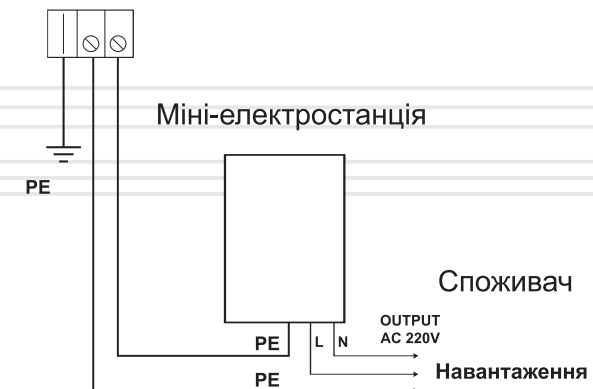 Міні-електростанція
PE
Споживач
OUTPUT
AC 220V
PE
L
N
Навантаження
PE